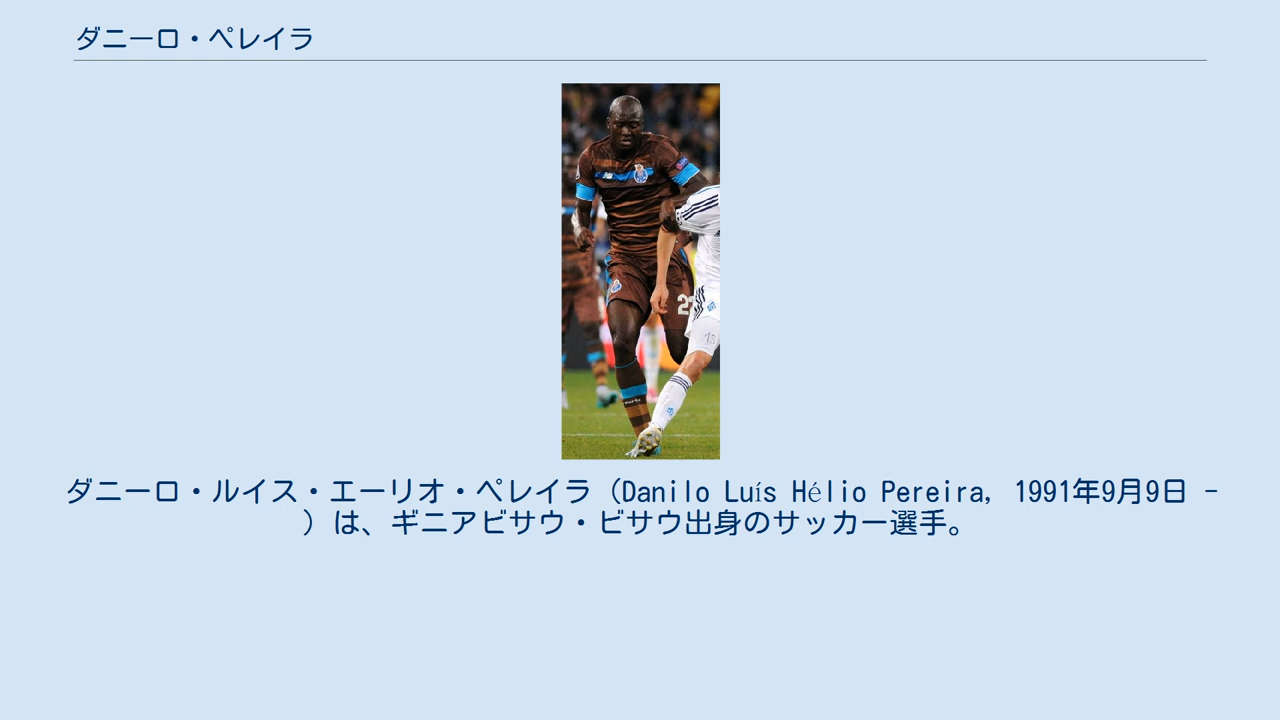 ダニーロ・ペレイラ
ダニーロ・ルイス・エーリオ・ペレイラ（Danilo Luís Hélio Pereira, 1991年9月9日 -
）は、ギニアビサウ・ビサウ出身のサッカー選手。